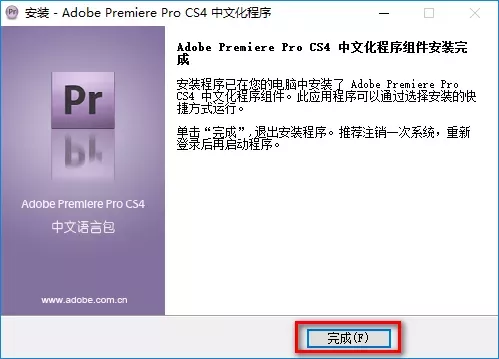 安装 - Adobe Premiere Pro CS4 中文化程序
Adobe Premiere Pro CS4 中文化程序组件安装完
成
安装程序已在您的电脑中安装了 Adobe Premiere Pro
CS4 中文化程序组件。此应用程序可以通过选择安装的快
捷方式运行。
单击“完成”,退出安装程序。推荐注销一次系统,重新
登录后再启动程序。
Pr
Adobe Premiere Pro CS4
中文语言包
www.adobe.com.cn
完成(F)